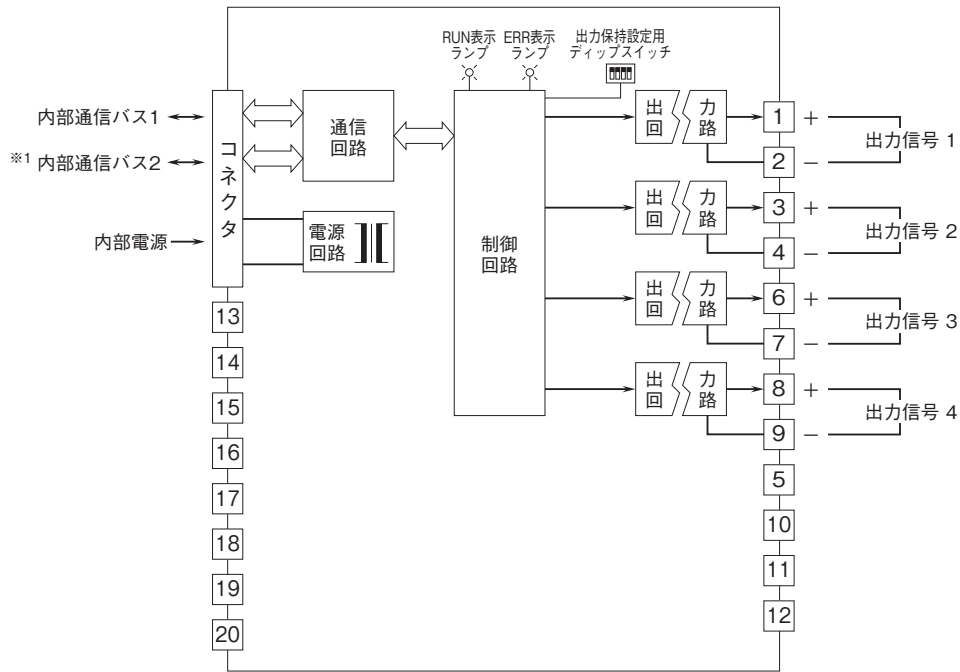 RUN表示
ランプ
ERR表示
ランプ
出力保持設定用
ディップスイッチ
内部通信バス1
※1 内部通信バス2
内部電源
コネクタ
通信
回路
電源
回路
制御
回路
出 力
回 路
1 +
2 −
出力信号 1
出 力
回 路
3 +
4 −
出力信号 2
出 力
回 路
6 +
7 −
出力信号 3
出 力
回 路
8 +
9 −
出力信号 4
5
10
11
12
13
14
15
16
17
18
19
20